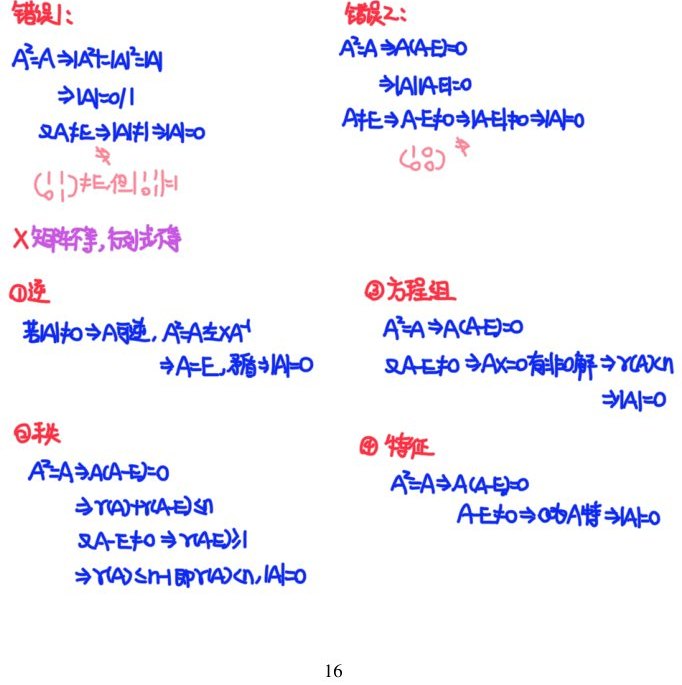 错误1:
A²=A⇒|A²|=|A|²=|A|
⇒|A|=0/1
又A≠E⇒|A|≠1⇒|A|=0
(1 1
0 1)≠E,但|1 1
0 1|=1
X 矩阵不等,行列式不等
错误2:
A²=A⇒A(A-E)=0
⇒|A||A-E|=0
A≠E⇒A-E≠0⇒|A-E|≠0⇒|A|=0
(1 0
0 0)
①逆
若|A|≠0⇒A可逆, A²=A左×A⁻¹
⇒A=E,矛盾⇒|A|=0
②秩
A²=A⇒A(A-E)=0
⇒r(A)+r(A-E)≤n
又A-E≠0⇒r(A-E)≥1
⇒r(A)≤n-1即r(A)<n,|A|=0
③方程组
A²=A⇒A(A-E)=0
又A-E≠0⇒Ax=0有非0解⇒r(A)<n
⇒|A|=0
④特征
A²=A⇒A(A-E)=0
A-E≠0⇒0为A特⇒|A|=0
16